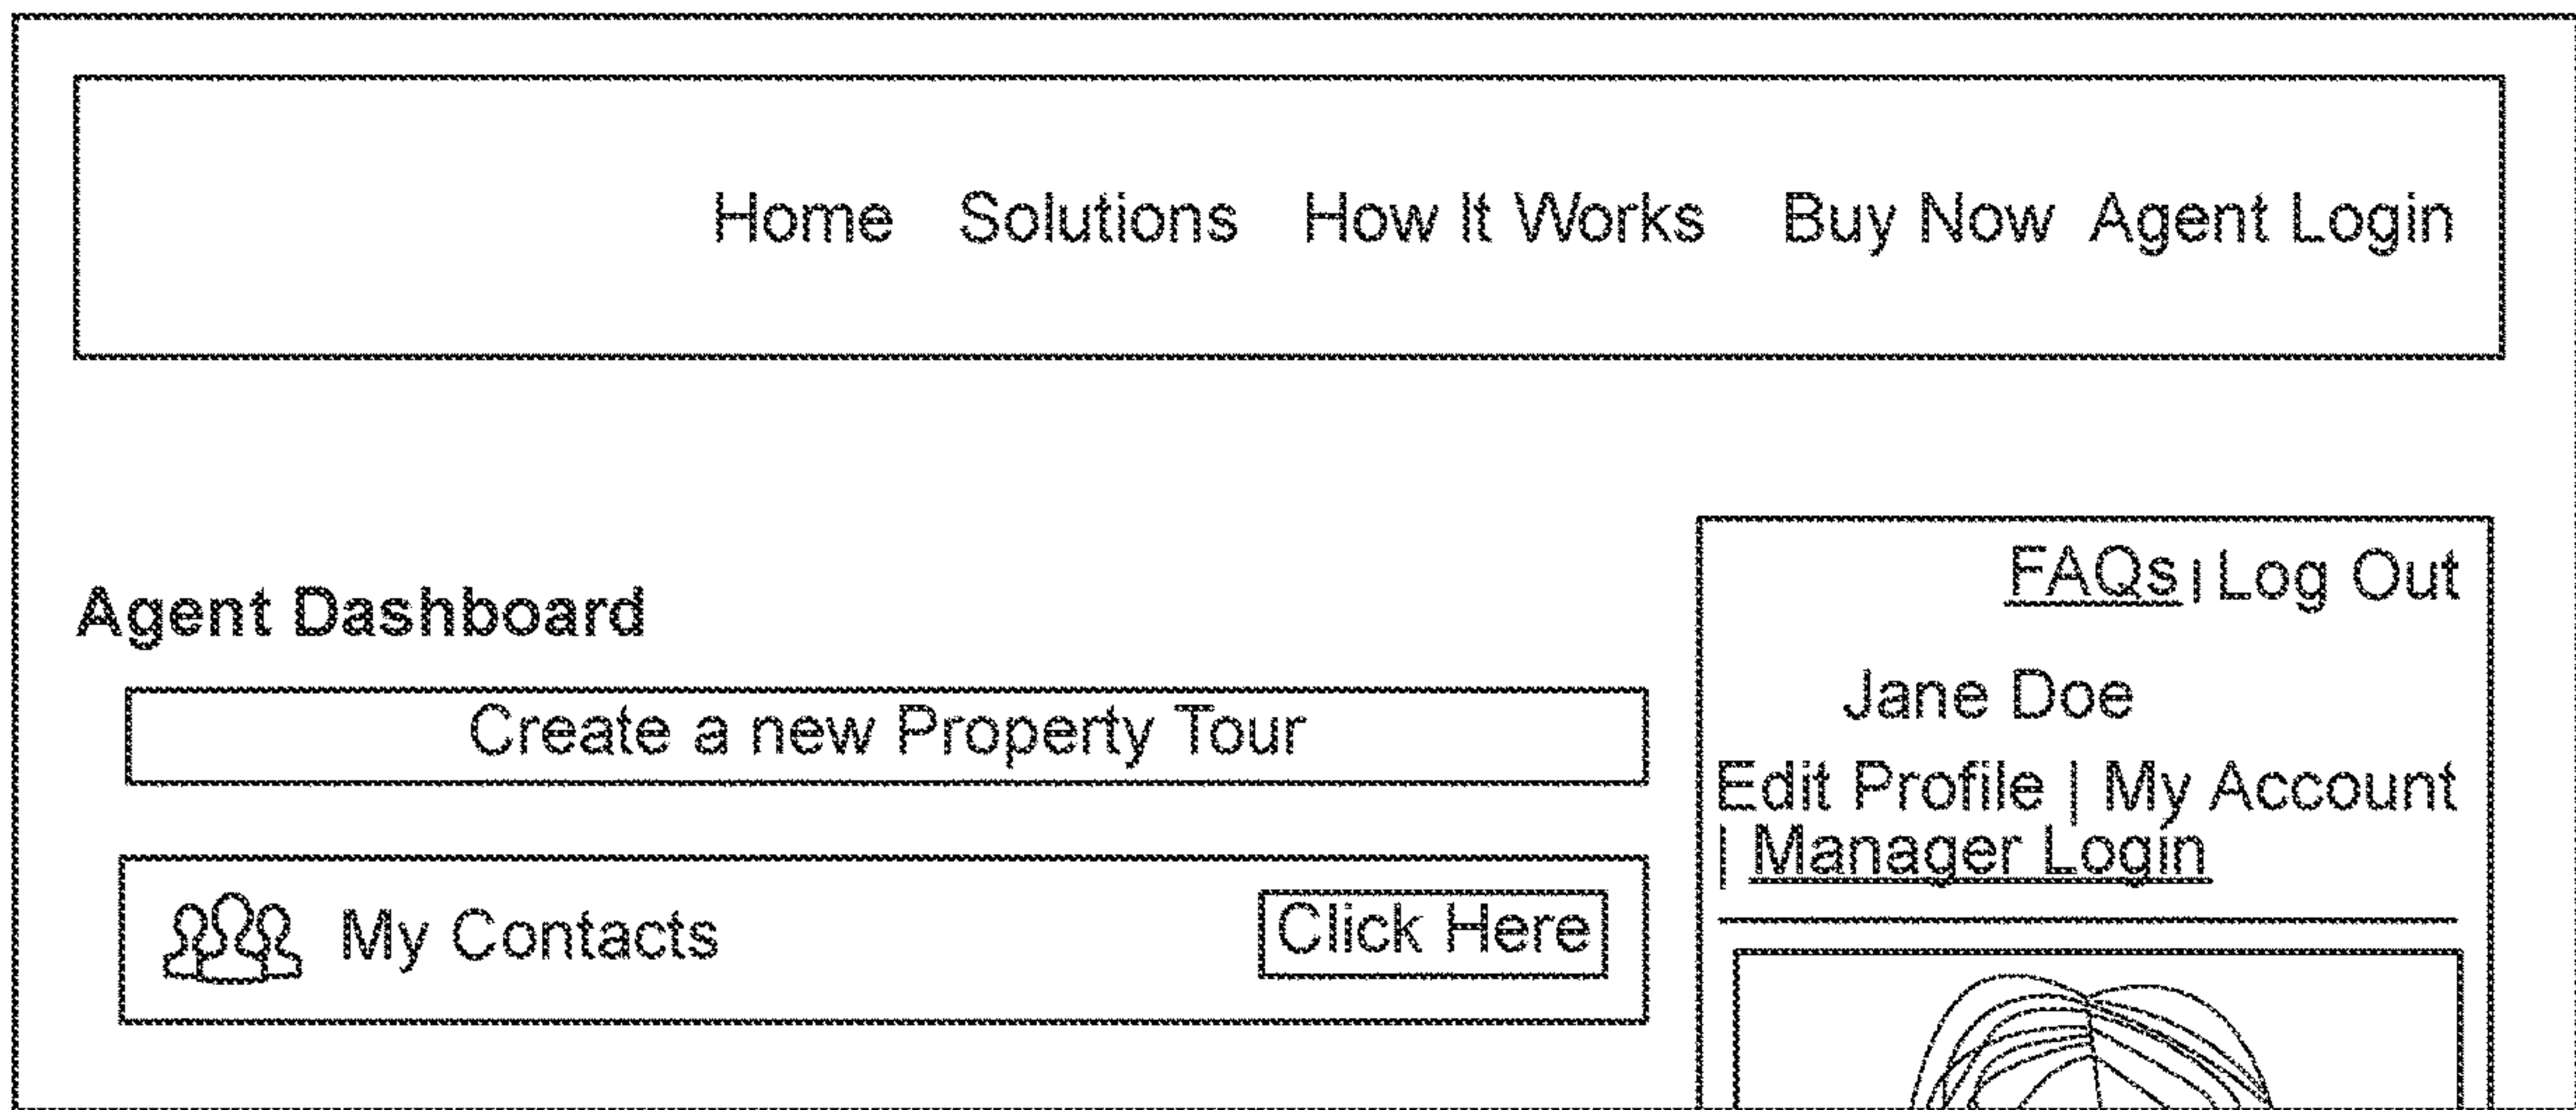 Home Solutions How It Works Buy Now Agent Login
Agent Dashboard
Create a new Property Tour
My Contacts Click Here
FAQs | Log Out
Jane Doe
Edit Profile | My Account
| Manager Login